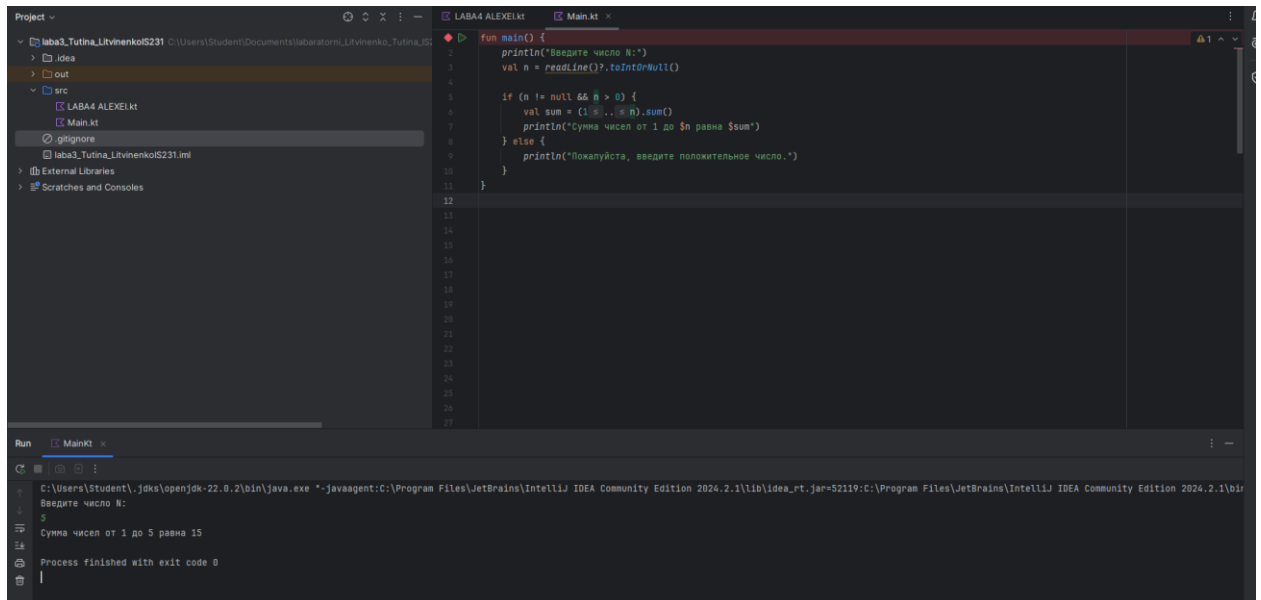 Project
laba3_Tutina_LitvinenkoIS231 C:\Users\Student\Documents\labaratorni_Litvinenko_Tutina_IS2
.idea
out
src
LABA4 ALEXEI.kt
Main.kt
.gitignore
laba3_Tutina_LitvinenkoIS231.iml
External Libraries
Scratches and Consoles
LABA4 ALEXEI.kt Main.kt
1
fun main() {
2 println("Введите число N:")
3 val n = readLine()?.toIntOrNull()
4
5 if (n != null && n > 0) {
6 val sum = (1 ≤ .. ≤ n).sum()
7 println("Сумма чисел от 1 до $n равна $sum")
8 } else {
9 println("Пожалуйста, введите положительное число.")
10 }
11 }
12
13
14
15
16
17
18
19
20
21
22
23
24
25
26
27
Run MainKt
C:\Users\Student\.jdks\openjdk-22.0.2\bin\java.exe "-javaagent:C:\Program Files\JetBrains\IntelliJ IDEA Community Edition 2024.2.1\lib\idea_rt.jar=52119:C:\Program Files\JetBrains\IntelliJ IDEA Community Edition 2024.2.1\bin
Введите число N:
5
Сумма чисел от 1 до 5 равна 15
Process finished with exit code 0